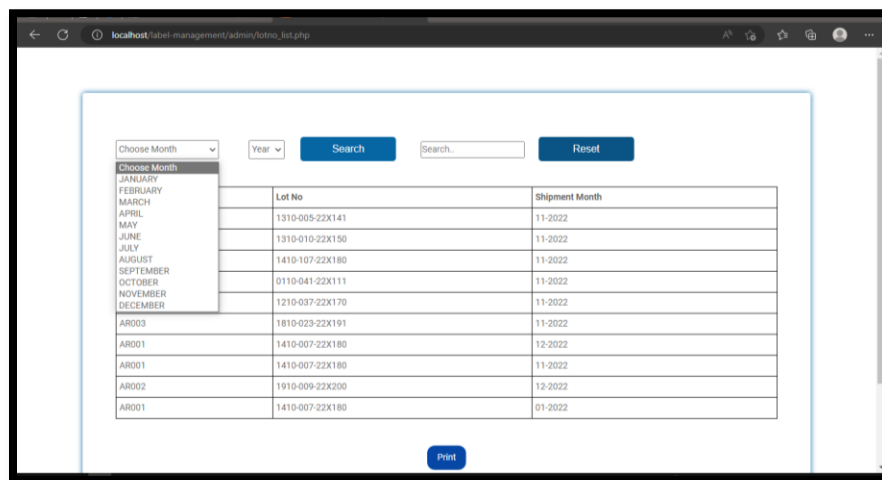 localhost/label-management/admin/lotno_list.php
Choose Month Year Search Search.. Reset
Choose Month
JANUARY
FEBRUARY
MARCH
APRIL
MAY
JUNE
JULY
AUGUST
SEPTEMBER
OCTOBER
NOVEMBER
DECEMBER
Lot No Shipment Month
1310-005-22X141 11-2022
1310-010-22X150 11-2022
1410-107-22X180 11-2022
0110-041-22X111 11-2022
1210-037-22X170 11-2022
AR003 1810-023-22X191 11-2022
AR001 1410-007-22X180 12-2022
AR001 1410-007-22X180 11-2022
AR002 1910-009-22X200 12-2022
AR001 1410-007-22X180 01-2022
Print